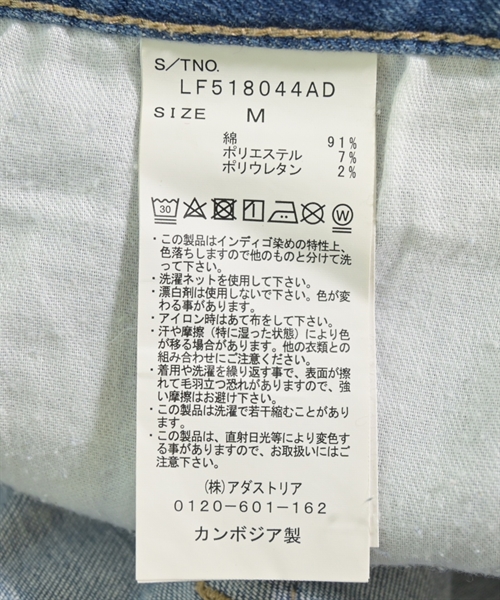 S/TNO.
LF518044AD
SIZE M
綿 91%
ポリエステル 7%
ポリウレタン 2%
30 W
・この製品はインディゴ染めの特性上、
色落ちしますので他のものと分けて洗
って下さい。
・洗濯ネットを使用して下さい。
・漂白剤は使用しないで下さい。色が変
わる事があります。
・アイロン時はあて布をして下さい。
・汗や摩擦（特に湿った状態）により色
が移る場合があります。他の衣類との
組み合わせにご注意ください。
・着用や洗濯を繰り返す事で、表面が擦
れて毛羽立つ恐れがありますので、強
い摩擦はお避け下さい。
・この製品は洗濯で若干縮むことがあり
ます。
・この製品は、直射日光等により変色す
る事がありますので、お取扱いにはご
注意下さい。
(株)アダストリア
0120-601-162
カンボジア製